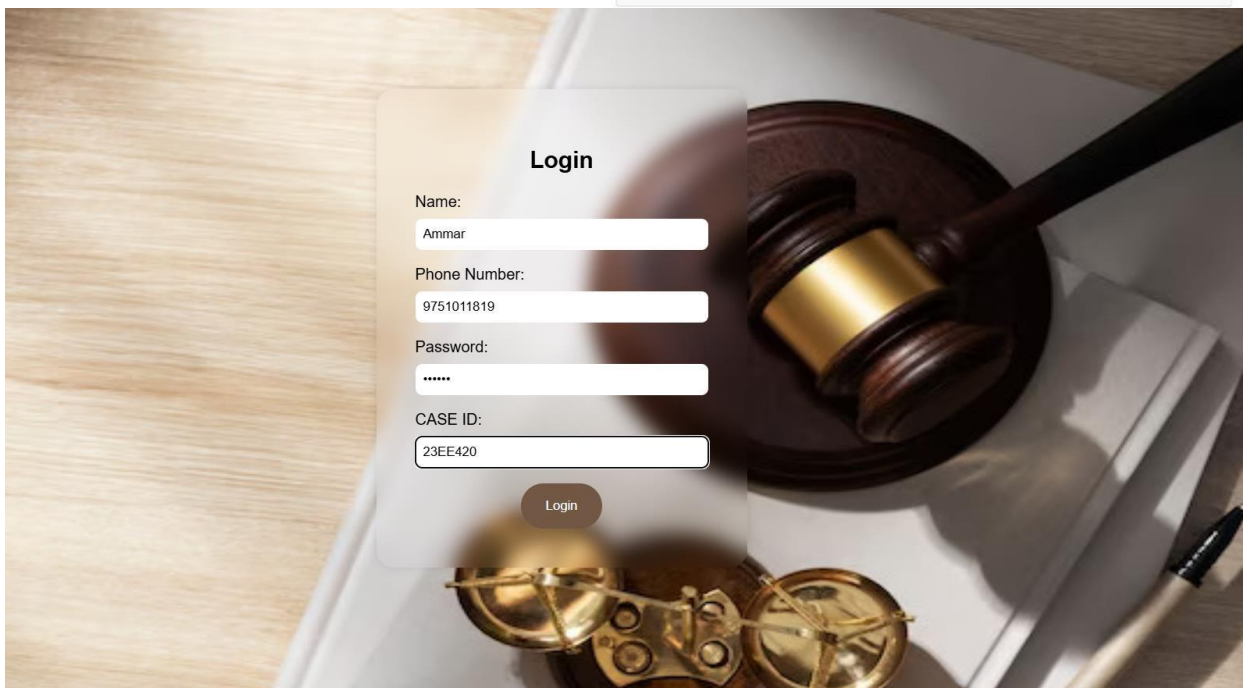 Login
Name:
Ammar
Phone Number:
9751011819
Password:
••••••
CASE ID:
23EE420
Login